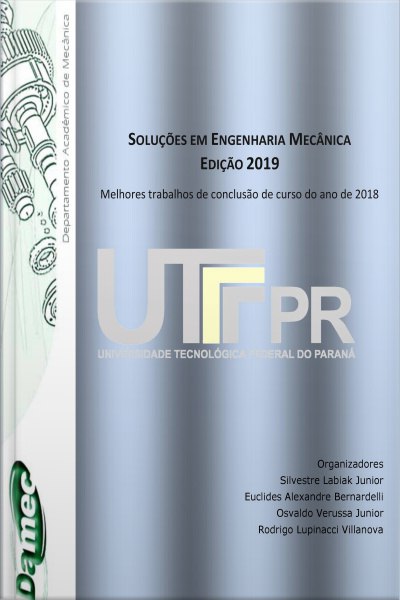 Departamento Acadêmico de Mecânica
SOLUÇÕES EM ENGENHARIA MECÂNICA
EDIÇÃO 2019
Melhores trabalhos de conclusão de curso do ano de 2018
UTFPR
UNIVERSIDADE TECNOLÓGICA FEDERAL DO PARANÁ
Organizadores
Silvestre Labiak Junior
Euclides Alexandre Bernardelli
Osvaldo Verussa Junior
Rodrigo Lupinacci Villanova
Damec